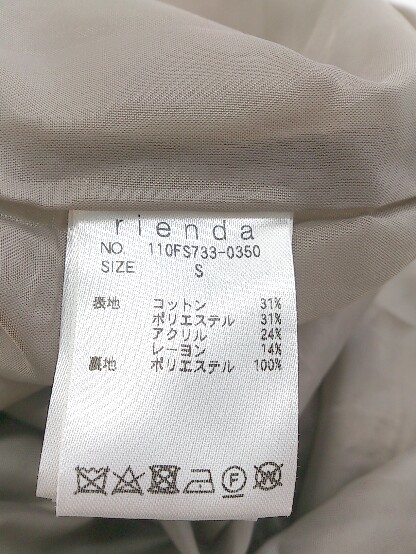 rienda
NO. 110FS733-0350
SIZE S
表地 コットン 31%
ポリエステル 31%
アクリル 24%
レーヨン 14%
裏地 ポリエステル 100%
F W